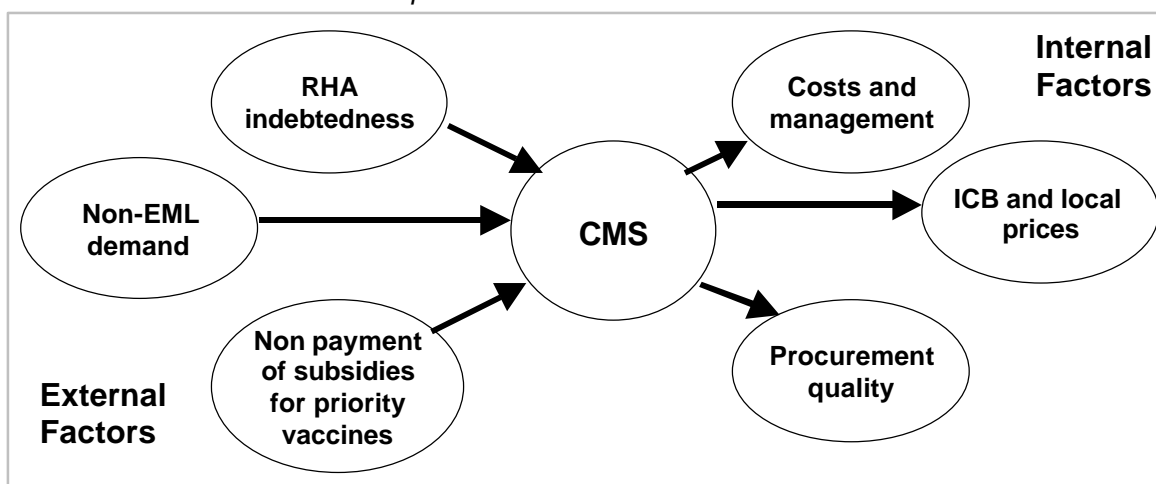 RHA
indebtedness
Non-EML
demand
Non payment
of subsidies
for priority
vaccines
External
Factors
CMS
Internal
Factors
Costs and
management
ICB and local
prices
Procurement
quality